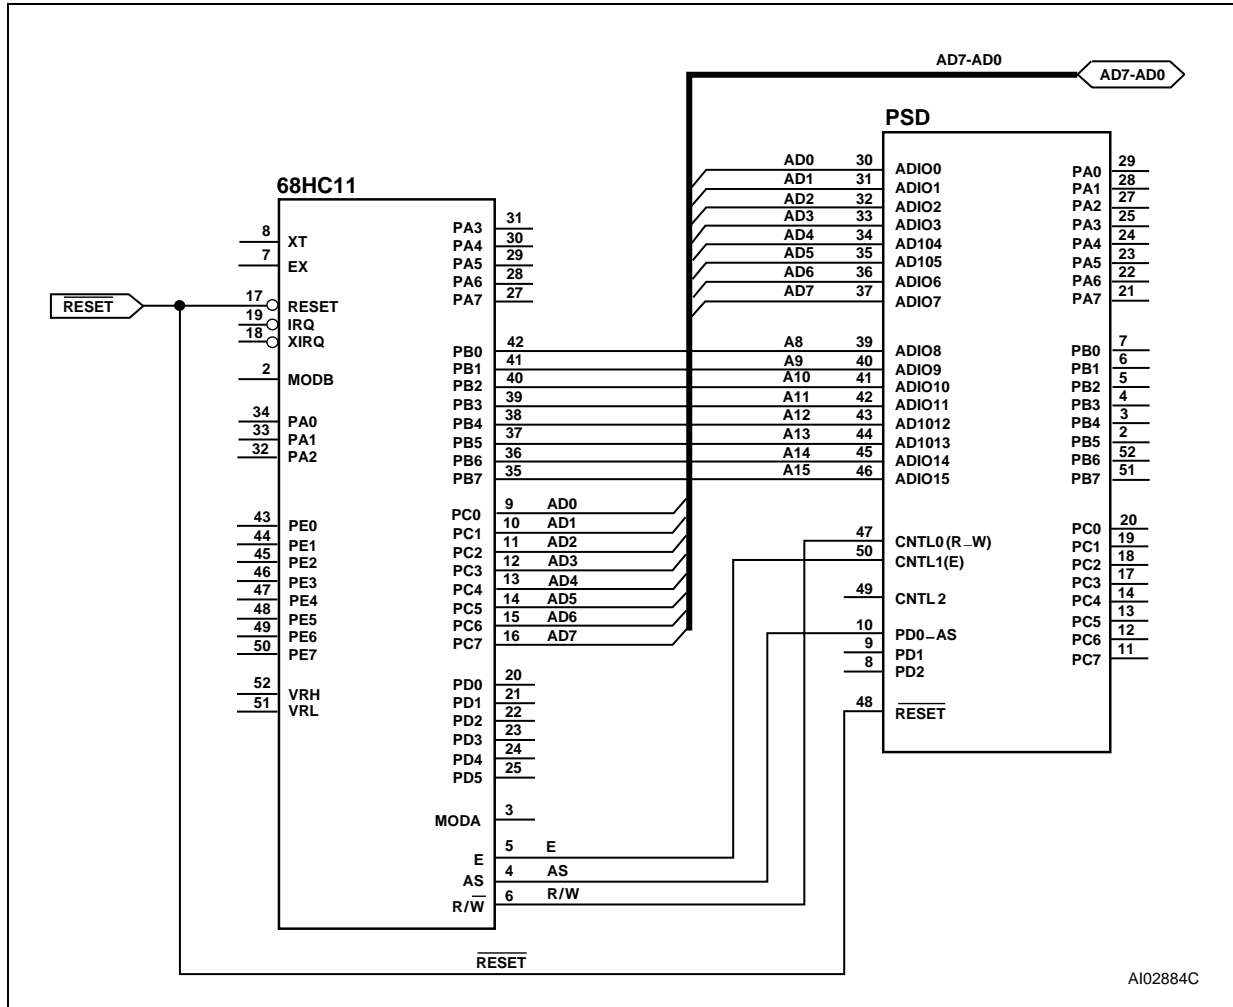 AD7-AD0
AD7-AD0
PSD
68HC11
8 XT
7 EX
RESET
17 RESET
19 IRQ
18 XIRQ
2 MODB
34 PA0
33 PA1
32 PA2
43 PE0
44 PE1
45 PE2
46 PE3
47 PE4
48 PE5
49 PE6
50 PE7
52 VRH
51 VRL
PA3 31
PA4 30
PA5 29
PA6 28
PA7 27
PB0 42
PB1 41
PB2 40
PB3 39
PB4 38
PB5 37
PB6 36
PB7 35
PC0 9 AD0
PC1 10 AD1
PC2 11 AD2
PC3 12 AD3
PC4 13 AD4
PC5 14 AD5
PC6 15 AD6
PC7 16 AD7
PD0 20
PD1 21
PD2 22
PD3 23
PD4 24
PD5 25
MODA 3
E 5 E
AS 4 AS
R/W 6 R/W
AD0 30 ADIO0
AD1 31 ADIO1
AD2 32 ADIO2
AD3 33 ADIO3
AD4 34 AD104
AD5 35 AD105
AD6 36 ADIO6
AD7 37 ADIO7
A8 39 ADIO8
A9 40 ADIO9
A10 41 ADIO10
A11 42 ADIO11
A12 43 AD1012
A13 44 AD1013
A14 45 ADIO14
A15 46 ADIO15
47 CNTL0(R_W)
50 CNTL1(E)
49 CNTL2
10 PD0_AS
9 PD1
8 PD2
48 RESET
PA0 29
PA1 28
PA2 27
PA3 25
PA4 24
PA5 23
PA6 22
PA7 21
PB0 7
PB1 6
PB2 5
PB3 4
PB4 3
PB5 2
PB6 52
PB7 51
PC0 20
PC1 19
PC2 18
PC3 17
PC4 14
PC5 13
PC6 12
PC7 11
RESET
AI02884C